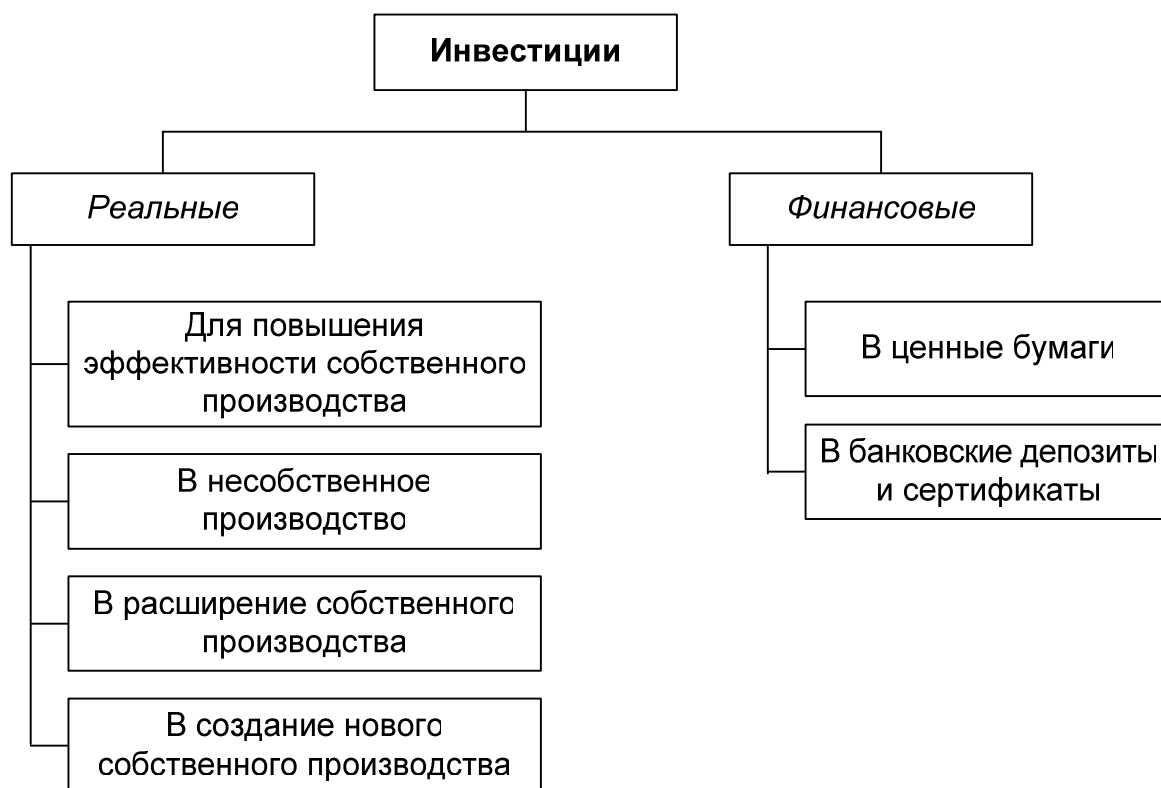 Инвестиции
Реальные
Для повышения
эффективности собственного
производства
В несобственное
производство
В расширение собственного
производства
В создание нового
собственного производства
Финансовые
В ценные бумаги
В банковские депозиты
и сертификаты